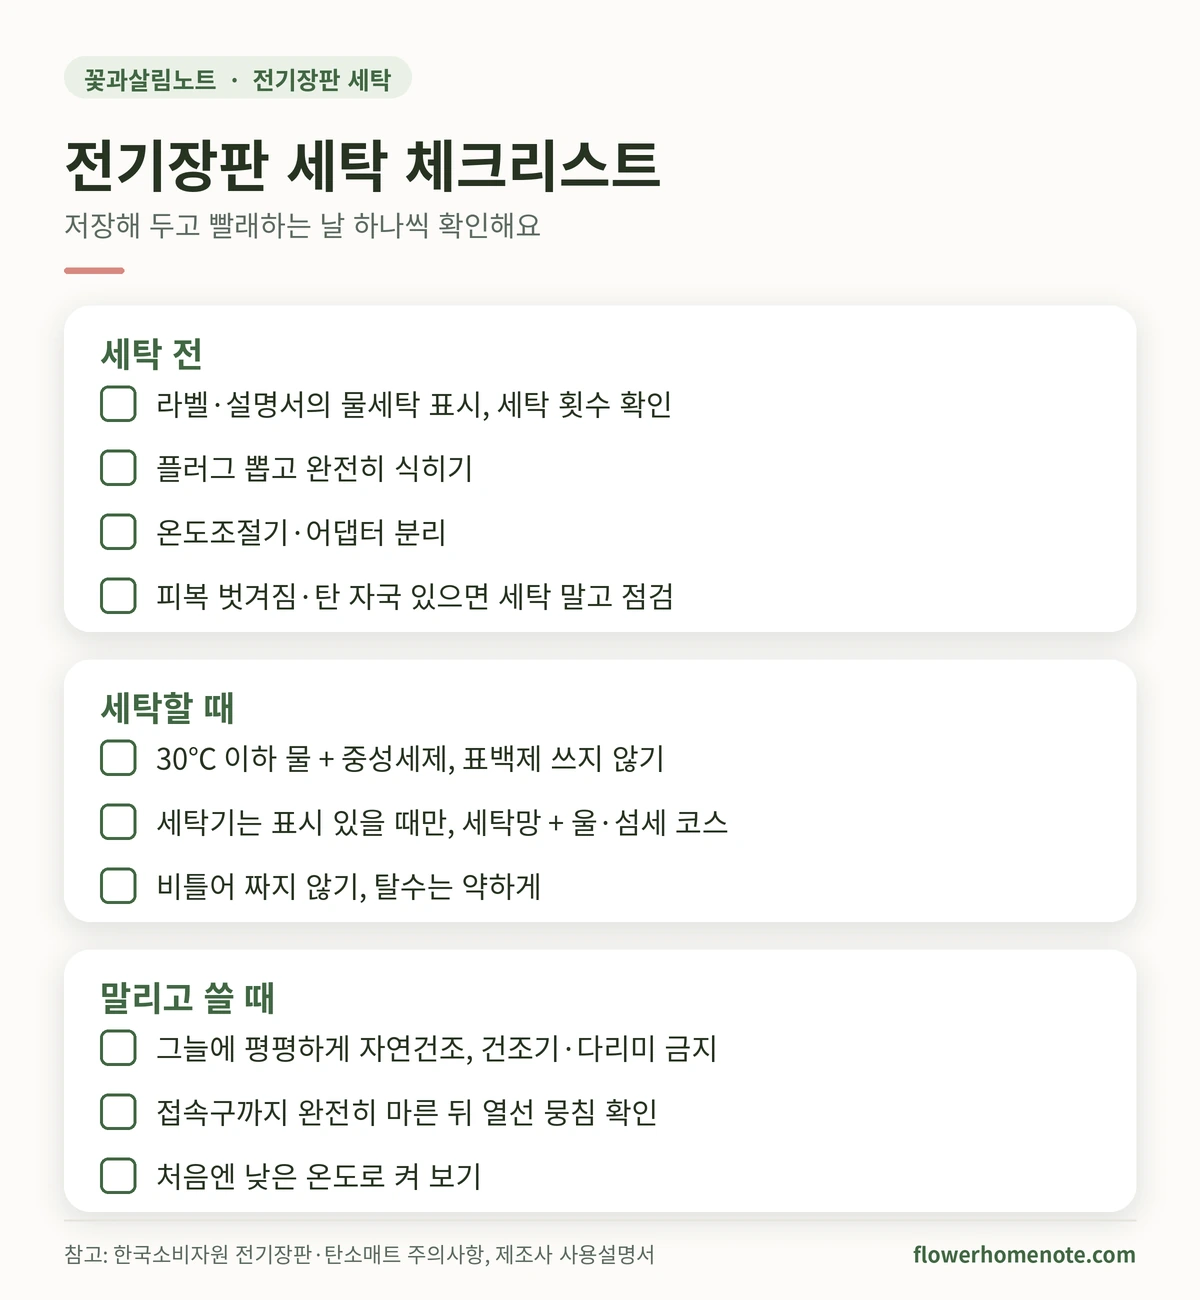 꽃과살림노트 · 전기장판 세탁
전기장판 세탁 체크리스트
저장해 두고 빨래하는 날 하나씩 확인해요
세탁 전
라벨·설명서의 물세탁 표시, 세탁 횟수 확인
플러그 뽑고 완전히 식히기
온도조절기·어댑터 분리
피복 벗겨짐·탄 자국 있으면 세탁 말고 점검
세탁할 때
30℃ 이하 물 + 중성세제, 표백제 쓰지 않기
세탁기는 표시 있을 때만, 세탁망 + 울·섬세 코스
비틀어 짜지 않기, 탈수는 약하게
말리고 쓸 때
그늘에 평평하게 자연건조, 건조기·다리미 금지
접속구까지 완전히 마른 뒤 열선 뭉침 확인
처음엔 낮은 온도로 켜 보기
참고: 한국소비자원 전기장판·탄소매트 주의사항, 제조사 사용설명서
flowerhomenote.com